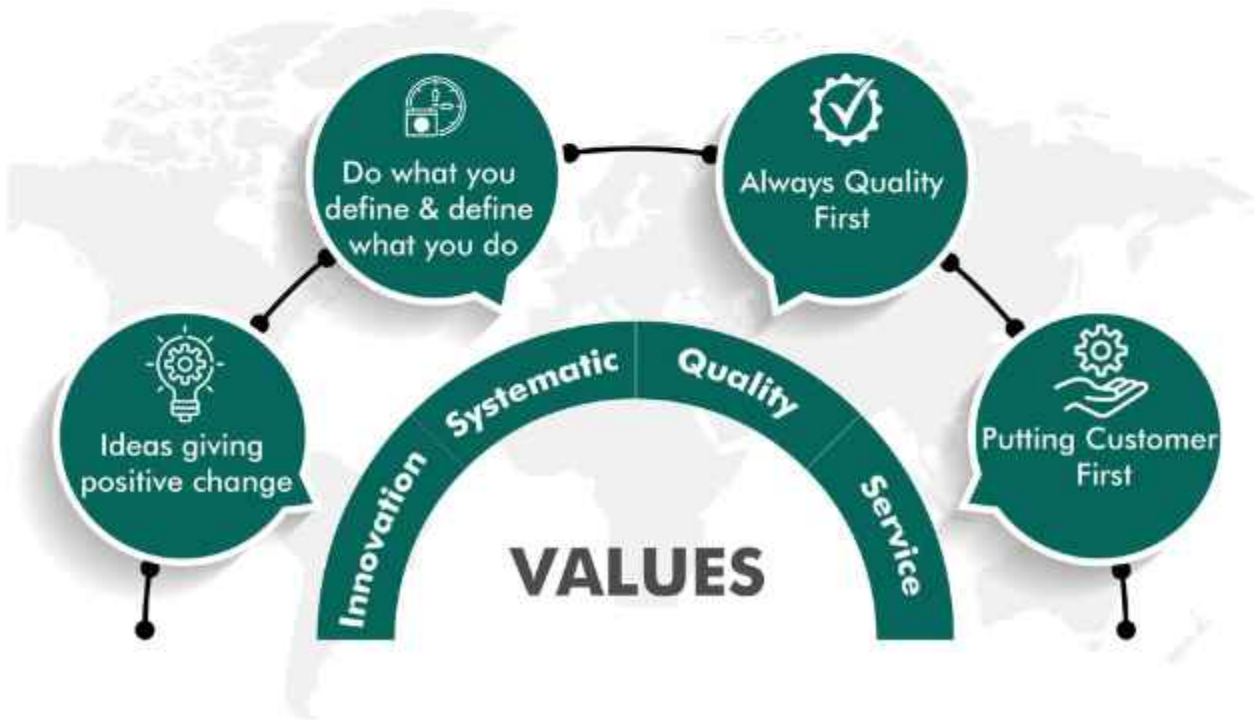 Do what you
define & define
what you do
Always Quality
First
Ideas giving
positive change
Putting Customer
First
Innovation
Systematic
Quality
Service
VALUES